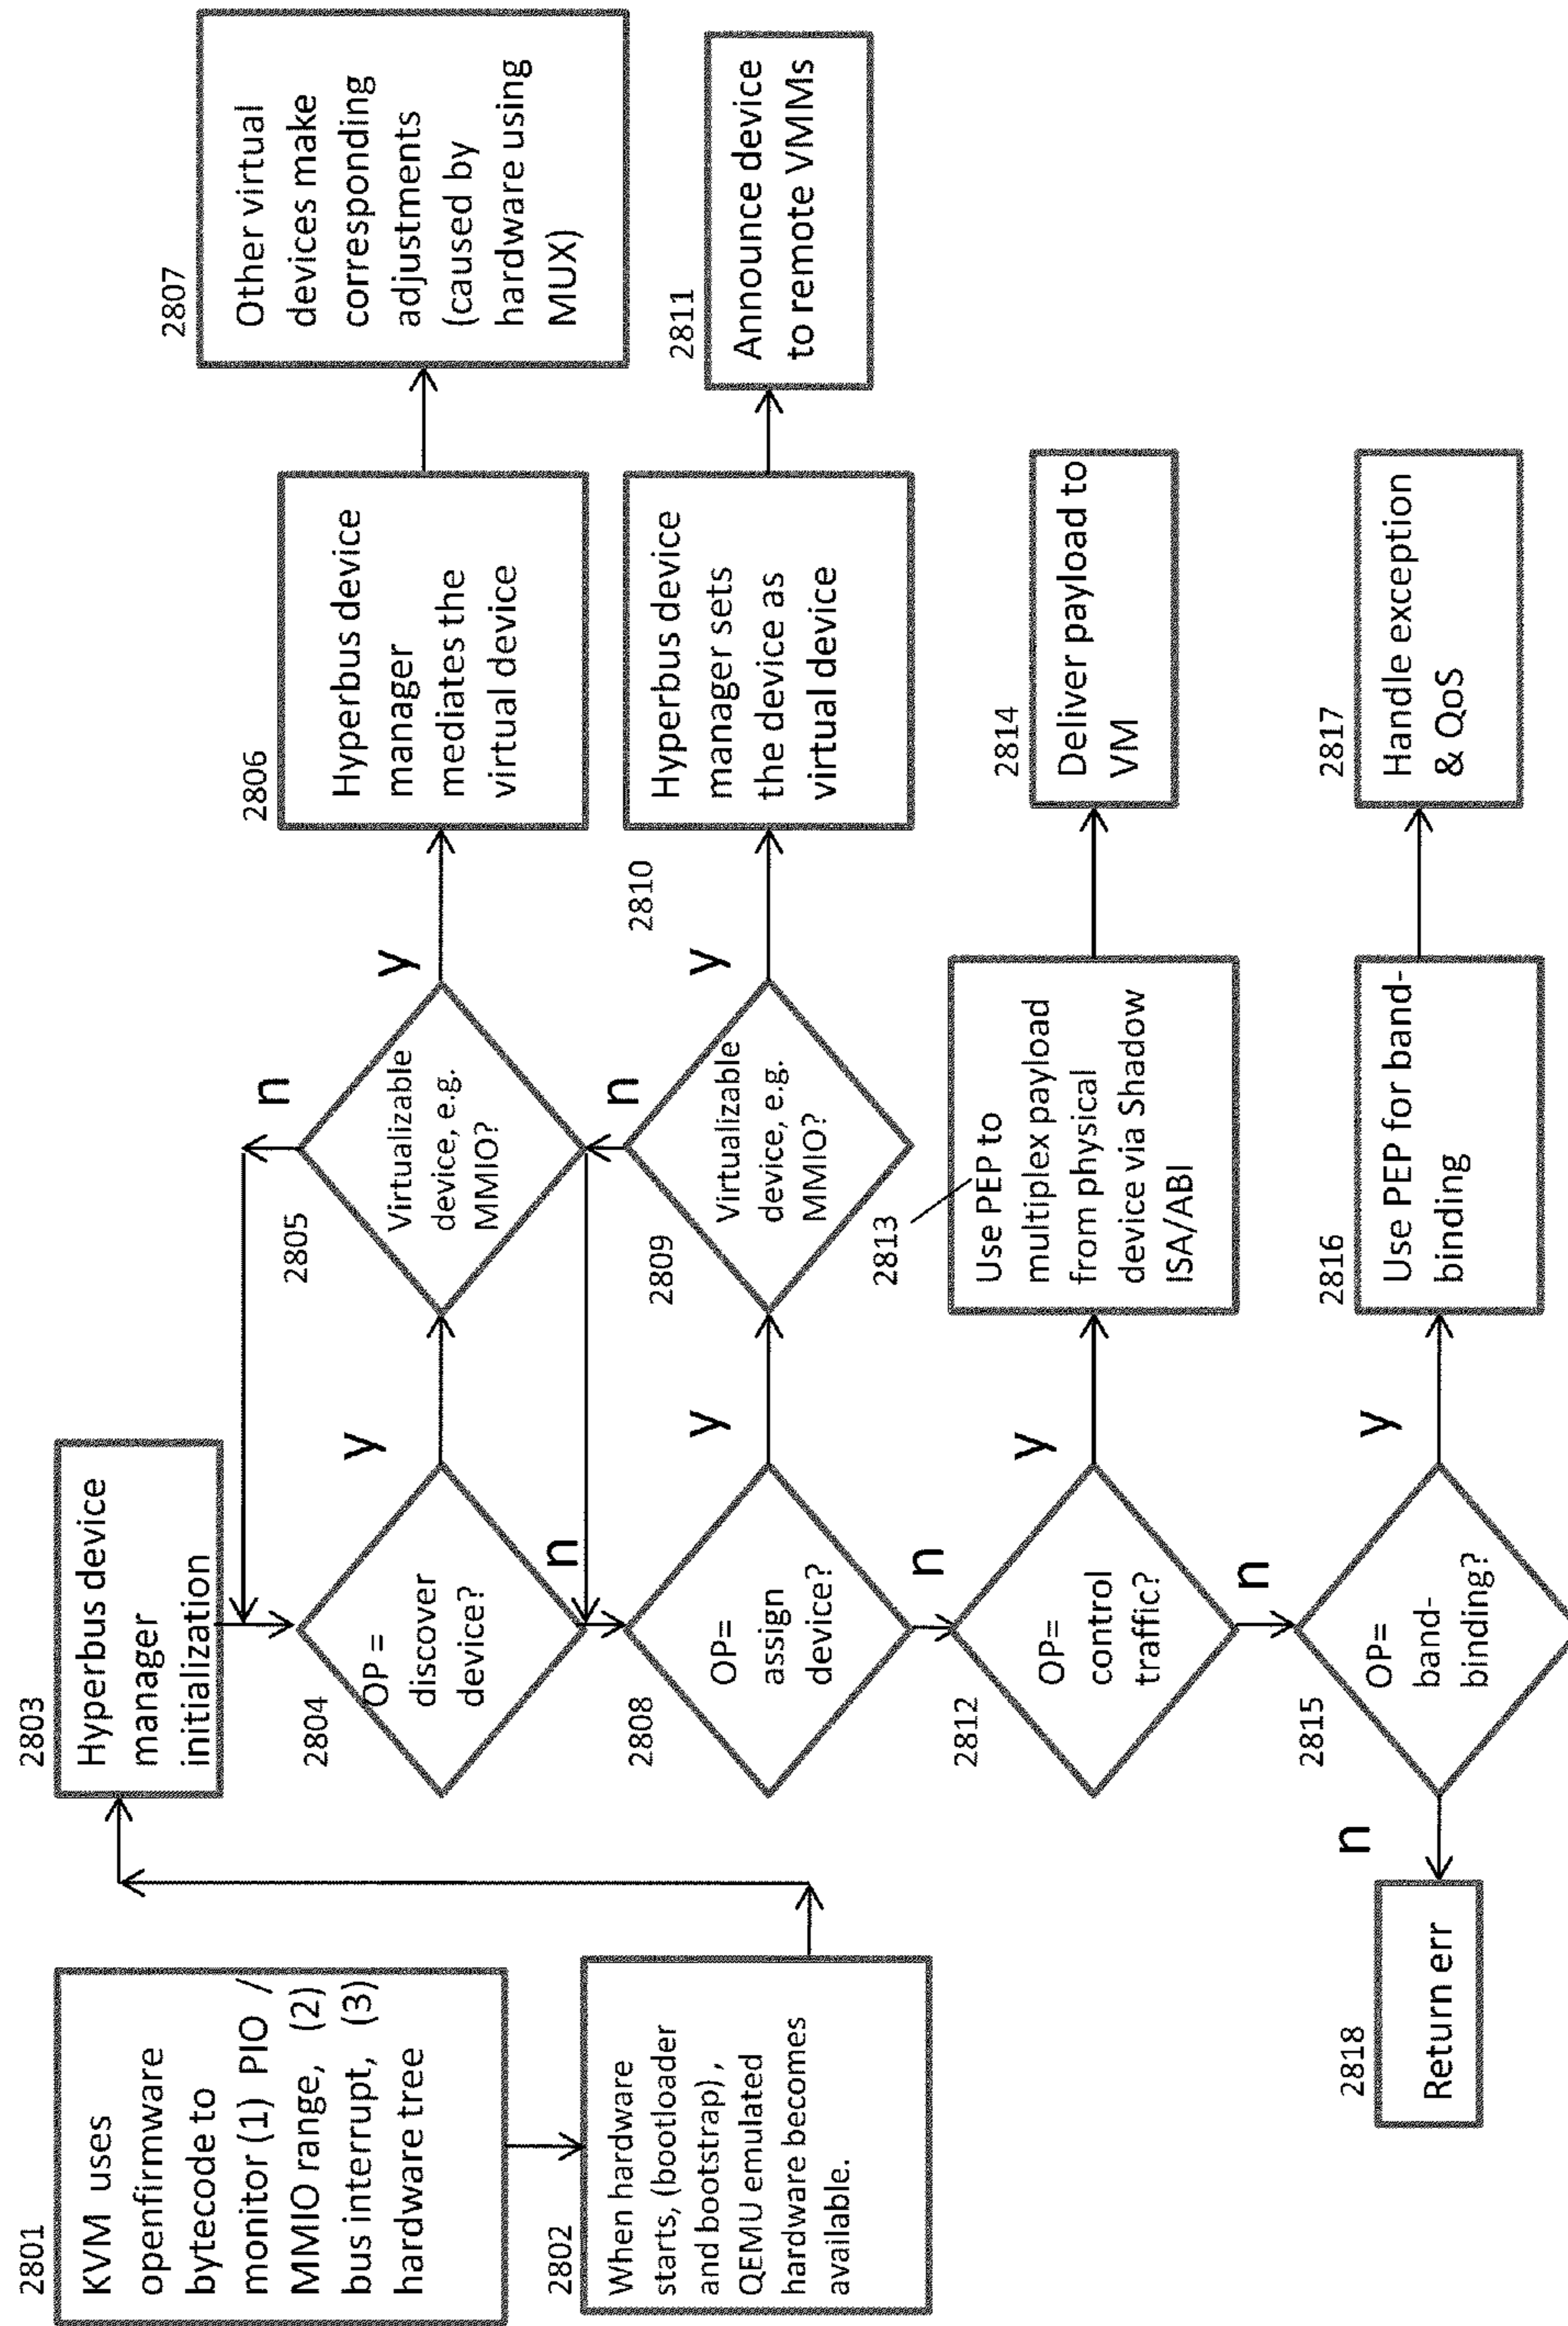 2801
KVM uses
openfirmware
bytecode to
monitor (1) PIO /
MMIO range, (2)
bus interrupt, (3)
hardware tree
2802
When hardware
starts, (bootloader
and bootstrap) ,
QEMU emulated
hardware becomes
available.
2803
Hyperbus device
manager
initialization
2804
OP =
discover
device?
y
n
2805
Virtualizable
device, e.g.
MMIO?
n
y
2806
Hyperbus device
manager
mediates the
virtual device
2807
Other virtual
devices make
corresponding
adjustments
(caused by
hardware using
MUX)
2808
OP=
assign
device?
y
n
2809
Virtualizable
device, e.g.
MMIO?
n
y
2810
Hyperbus device
manager sets
the device as
virtual device
2811
Announce device
to remote VMMs
2812
OP=
control
traffic?
y
n
2813
Use PEP to
multiplex payload
from physical
device via Shadow
ISA/ABI
2814
Deliver payload to
VM
2815
OP=
band-
binding?
y
n
2816
Use PEP for band-
binding
2817
Handle exception
& QoS
2818
Return err